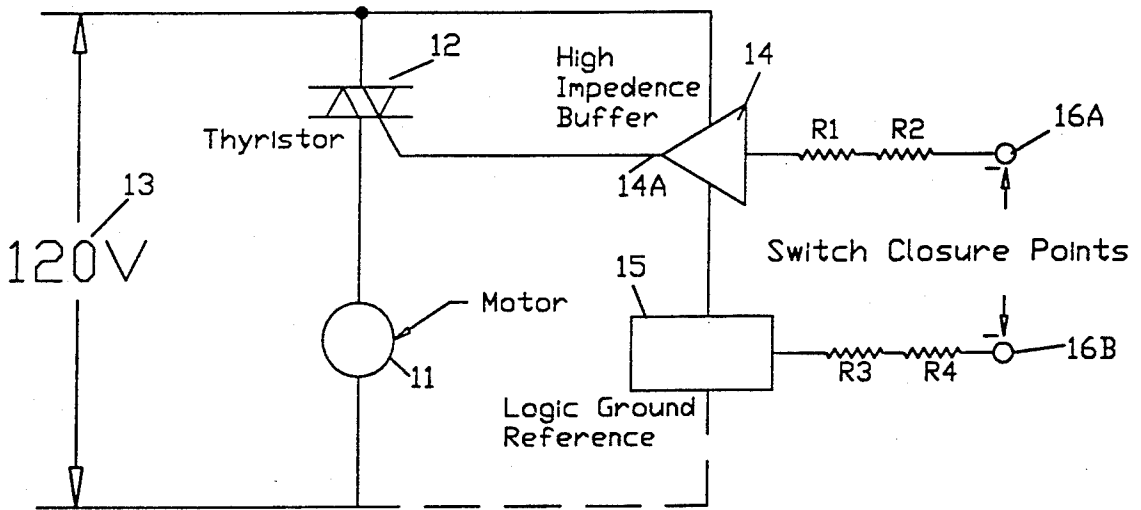 12
High
Impedence
Buffer
14
Thyristor
R1
R2
16A
14A
13
120V
Switch Closure Points
15
Motor
11
R3
R4
16B
Logic Ground
Reference